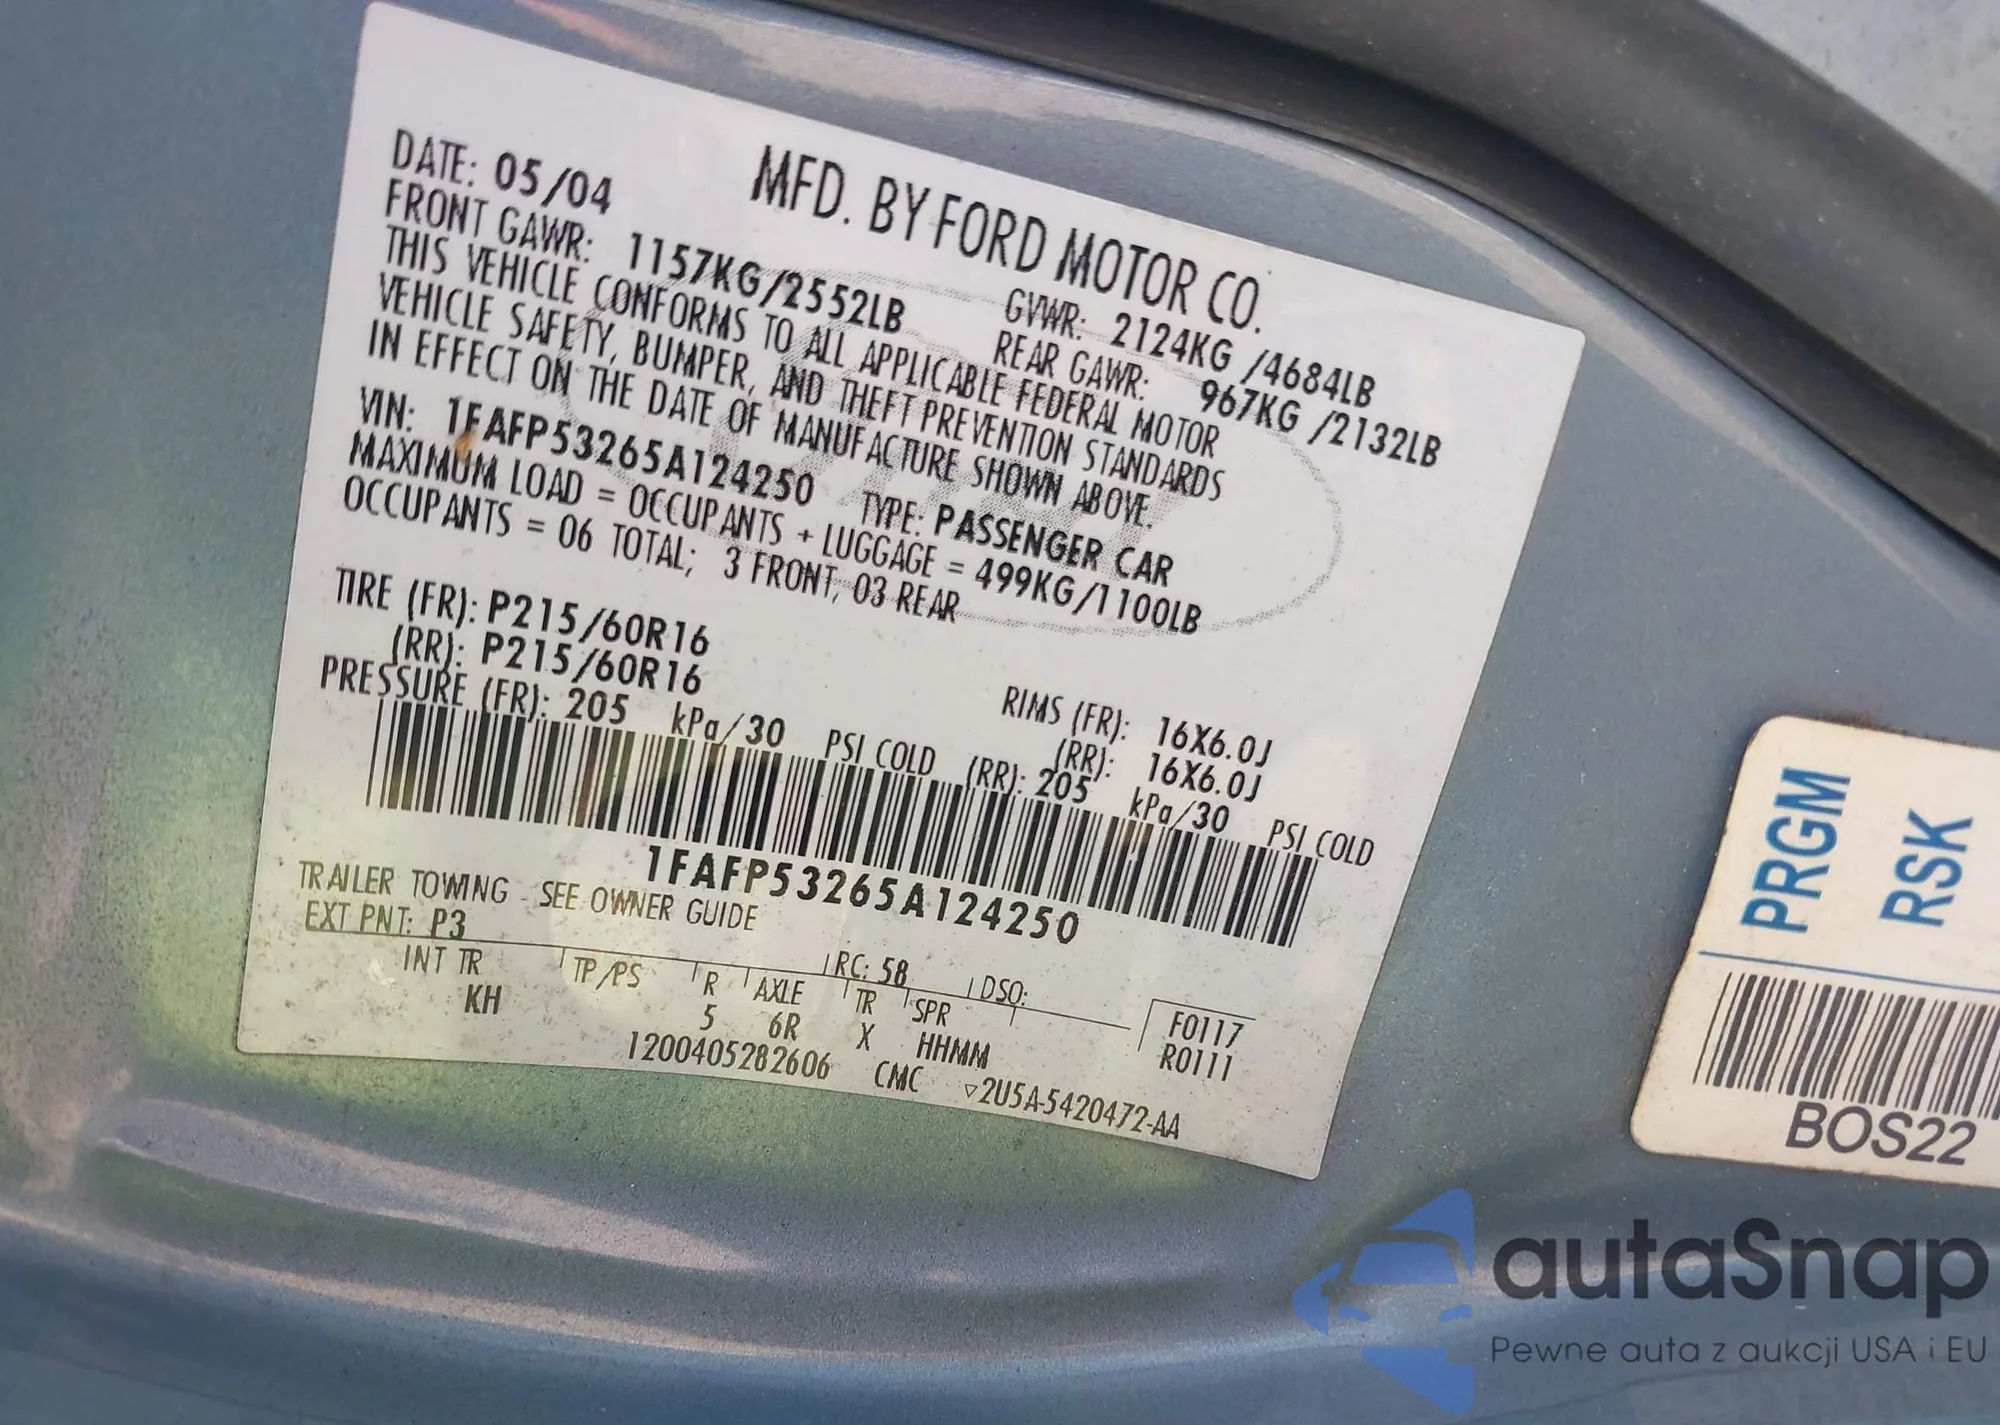 MFD. BY FORD MOTOR CO.
DATE: 05/04 GVWR: 2124KG /4684LB
FRONT GAWR: 1157KG/2552LB REAR GAWR: 967KG /2132LB
THIS VEHICLE CONFORMS TO ALL APPLICABLE FEDERAL MOTOR
VEHICLE SAFETY, BUMPER, AND THEFT PREVENTION STANDARDS
IN EFFECT ON THE DATE OF MANUFACTURE SHOWN ABOVE.
VIN: 1FAFP53265A124250 TYPE: PASSENGER CAR
MAXIMUM LOAD = OCCUPANTS + LUGGAGE = 499KG/1100LB
OCCUPANTS = 06 TOTAL; 3 FRONT, 03 REAR
TIRE (FR): P215/60R16 RIMS (FR): 16X6.0J
(RR): P215/60R16 (RR): 16X6.0J
PRESSURE (FR): 205 kPa/30 PSI COLD (RR): 205 kPa/30 PSI COLD
1FAFP53265A124250
TRAILER TOWING - SEE OWNER GUIDE
EXT PNT: P3 RC: 58 DSO:
INT TR TP/PS R AXLE TR SPR F0117
KH 5 6R X HHMM R0111
1200405282606 CMC ▽2U5A-5420472-AA
PRGM
RSK
BOS22
autaSnap
Pewne auta z aukcji USA i EU